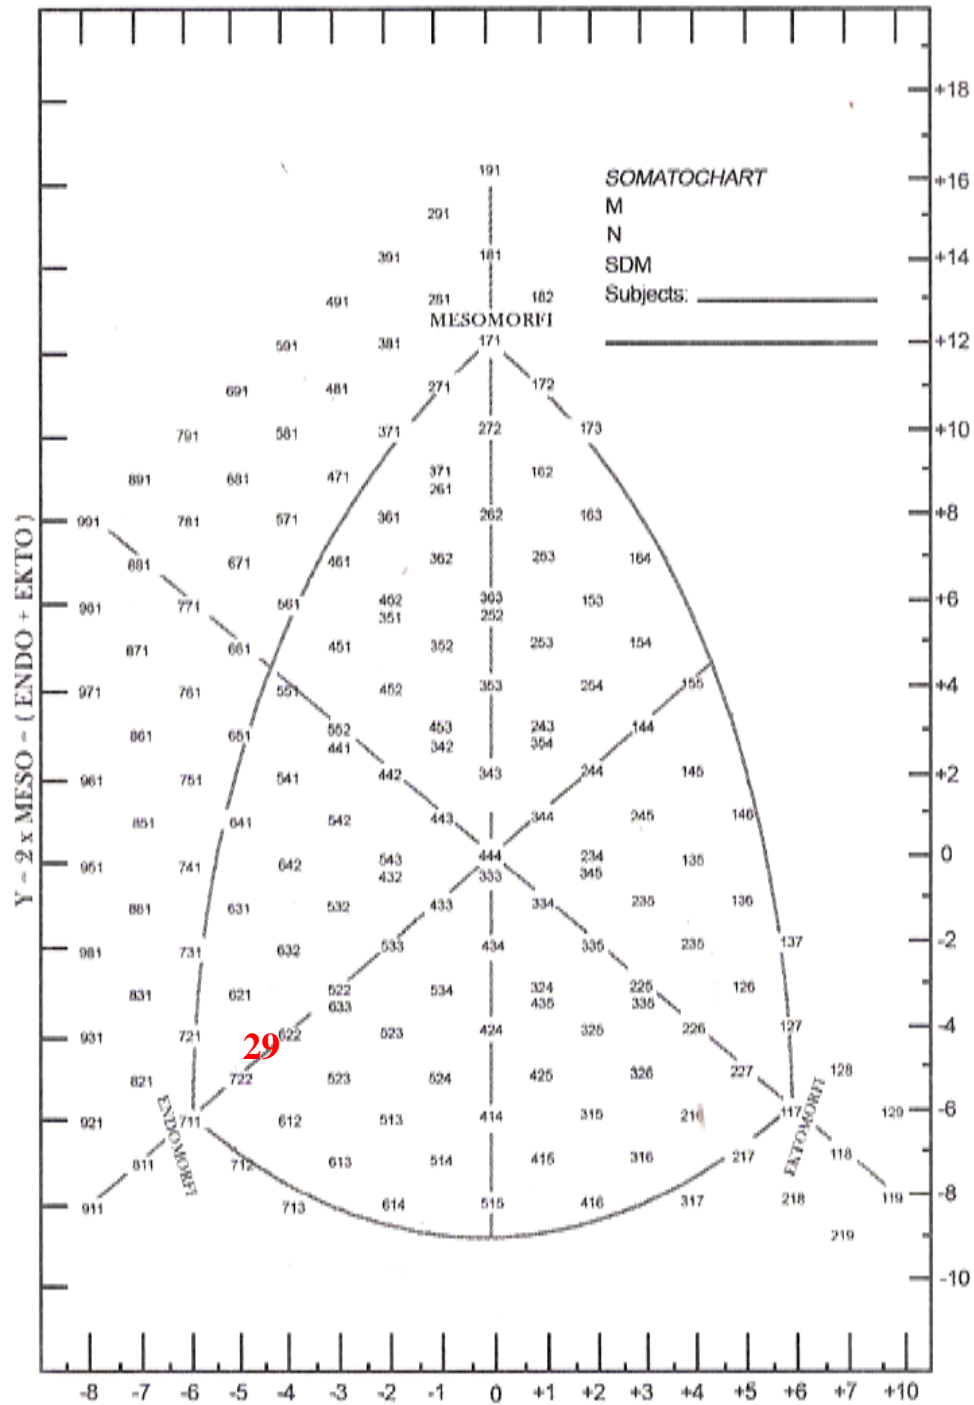 +18
191
SOMATOCHART
+16
M
291
N
391 181
SDM
+14
491 281 182
Subjects:
MESOMORFI
591 381 171
+12
691 481 271 172
791 581 371 272 173
+10
891 681 471 371 162
261
991 781 571 361 262 163
+8
881 671 461 362 263 164
981 771 561 462 363 153
+6
351 252
871 661 451 352 253 154
971 761 551 452 353 254 155
+4
861 651 552 453 243 144
441 342 354
961 751 541 442 343 244 145
+2
851 641 542 443 344 245 146
951 741 642 543 444 234 135
0
432 333 345
881 631 532 433 334 235 136
981 731 632 533 434 335 235 137
-2
831 621 522 534 324 225 126
633 435 335
931 721 622 523 424 325 226 127
-4
29
821 722 523 524 425 326 227 128
921 711 612 513 414 315 216 117 129
-6
ENDOMORFI
EKTOMORFI
811 712 613 514 415 316 217 118
911 713 614 515 416 317 218 119
-8
219
-10
-8 -7 -6 -5 -4 -3 -2 -1 0 +1 +2 +3 +4 +5 +6 +7 +10
Y – 2 x MESO – ( ENDO + EKTO )